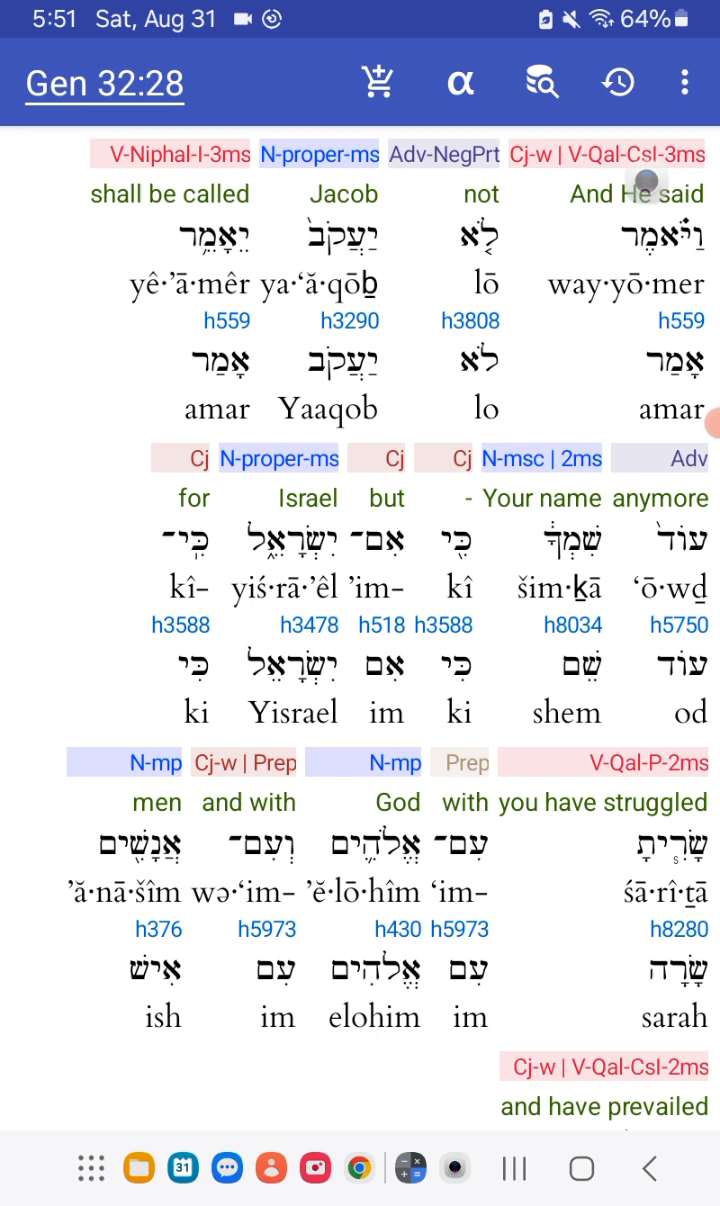 5:51 Sat, Aug 31 64%
Gen 32:28
V-Niphal-I-3ms N-proper-ms Adv-NegPrt Cj-w | V-Qal-CsI-3ms
shall be called Jacob not And He said
יֵאָמֵ֥ר יַעֲקֹב֙ לֹ֤א וַיֹּ֗אמֶר
yê·’ā·mêr ya·‘ă·qōḇ lō way·yō·mer
h559 h3290 h3808 h559
אָמַר יַעֲקֹב לֹא אָמַר
amar Yaaqob lo amar
Cj N-proper-ms Cj Cj N-msc | 2ms Adv
for Israel but - Your name anymore
כִּֽי־ יִשְׂרָאֵ֑ל אִם־ כִּ֖י שִׁמְךָ֔ עוֹד֙
kî- yiś·rā·’êl ’im- kî šim·ḵā ‘ō·wḏ
h3588 h3478 h518 h3588 h8034 h5750
כִּי יִשְׂרָאֵל אִם כִּי שֵׁם עוֹד
ki Yisrael im ki shem od
N-mp Cj-w | Prep N-mp Prep V-Qal-P-2ms
men and with God with you have struggled
אֲנָשִׁ֖ים וְעִם־ אֱלֹהִ֛ים עִם־ שָׂרִ֧יתָ
’ă·nā·šîm wə·‘im- ’ĕ·lō·hîm ‘im- śā·rî·ṯā
h376 h5973 h430 h5973 h8280
אִישׁ עִם אֱלֹהִים עִם שָׂרָה
ish im elohim im sarah
Cj-w | V-Qal-CsI-2ms
and have prevailed
31